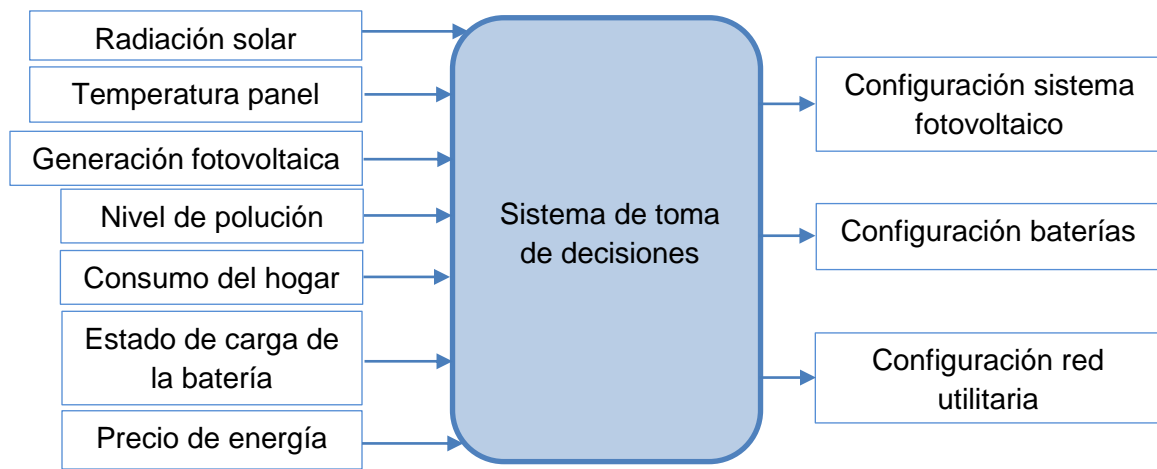 Radiación solar
Temperatura panel
Generación fotovoltaica
Nivel de polución
Consumo del hogar
Estado de carga de
la batería
Precio de energía
Sistema de toma
de decisiones
Configuración sistema
fotovoltaico
Configuración baterías
Configuración red
utilitaria